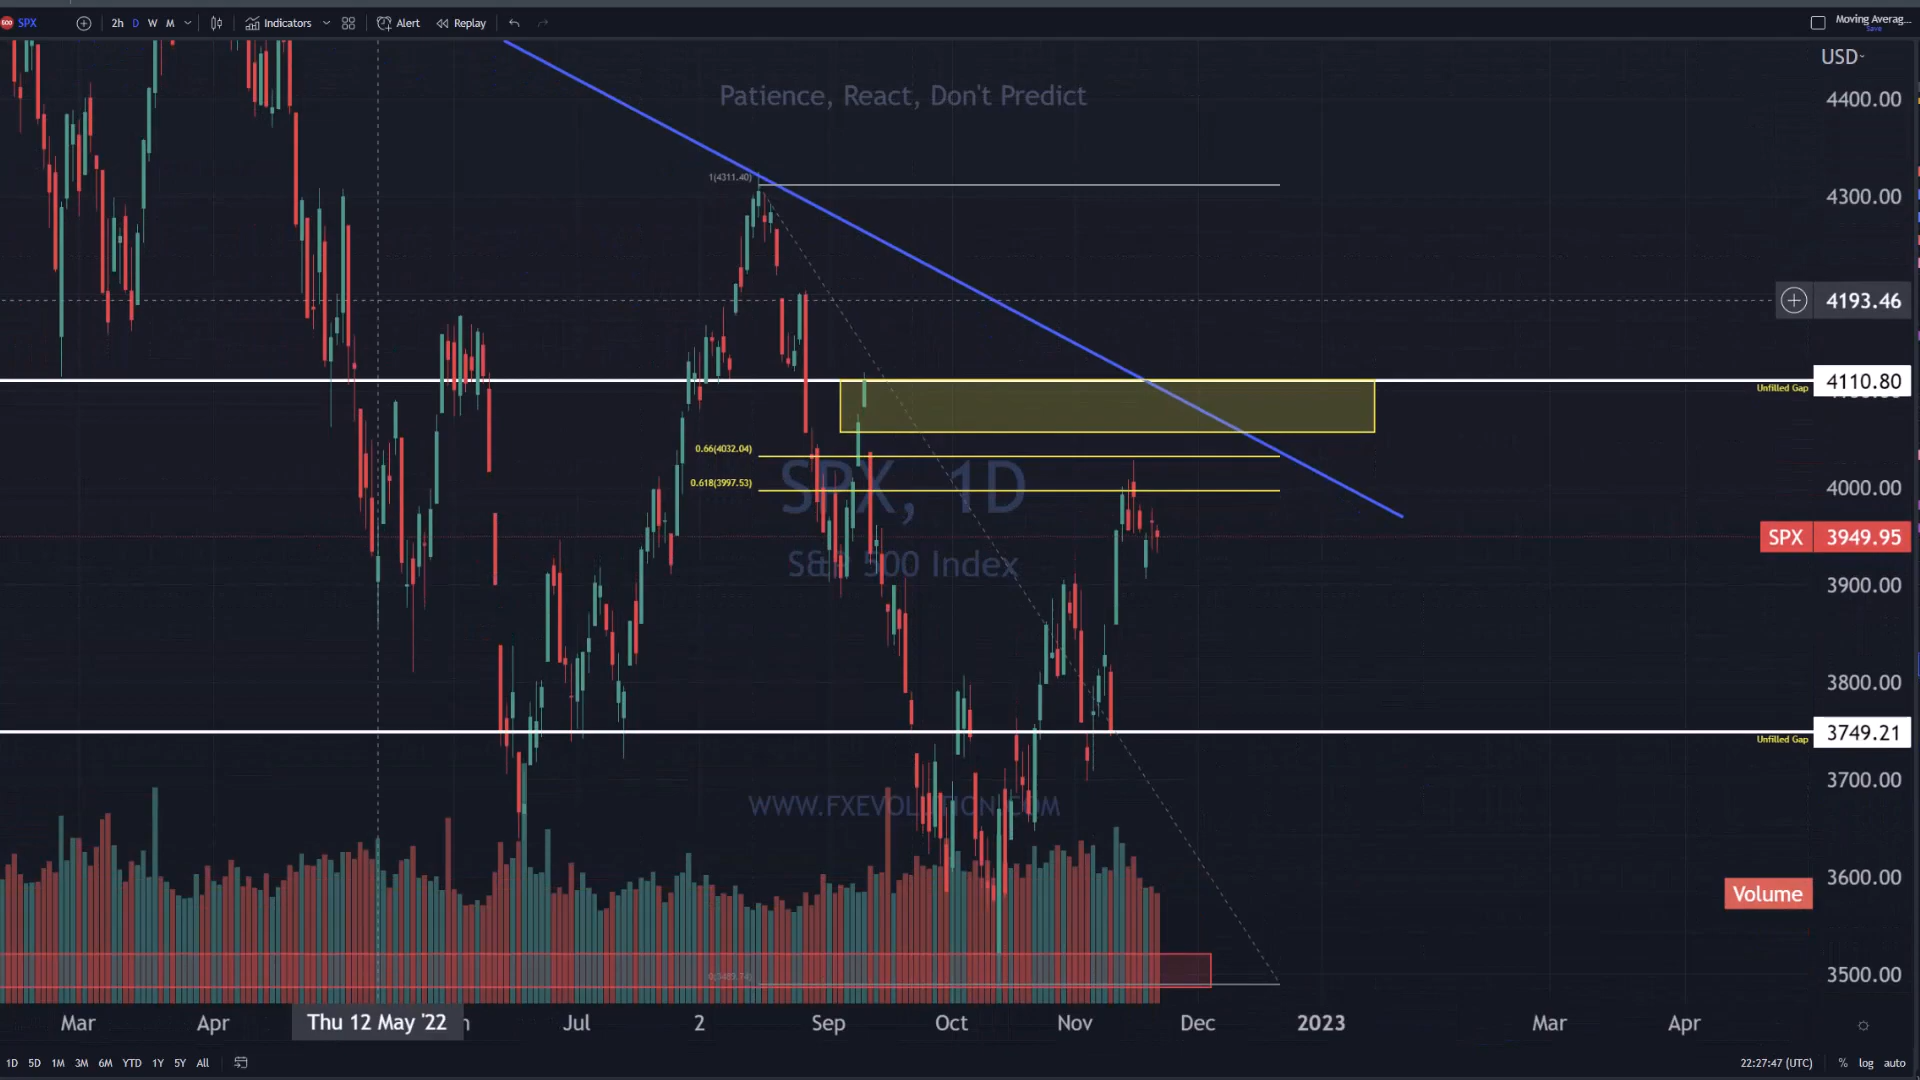 500 SPX 2h D W M Indicators Alert Replay Moving Averag...
Save
USD
Patience, React, Don't Predict
4400.00
1(4311.40)
4300.00
4193.46
4110.80
Unfilled Gap
0.66(4032.04)
0.618(3997.53)
4000.00
SPX, 1D
SPX 3949.95
S&P 500 Index
3900.00
3800.00
3749.21
Unfilled Gap
3700.00
WWW.FXEVOLUTION.COM
3600.00
Volume
3500.00
Mar Apr Thu 12 May '22 Jul 2 Sep Oct Nov Dec 2023 Mar Apr
1D 5D 1M 3M 6M YTD 1Y 5Y All 22:27:47 (UTC) % log auto